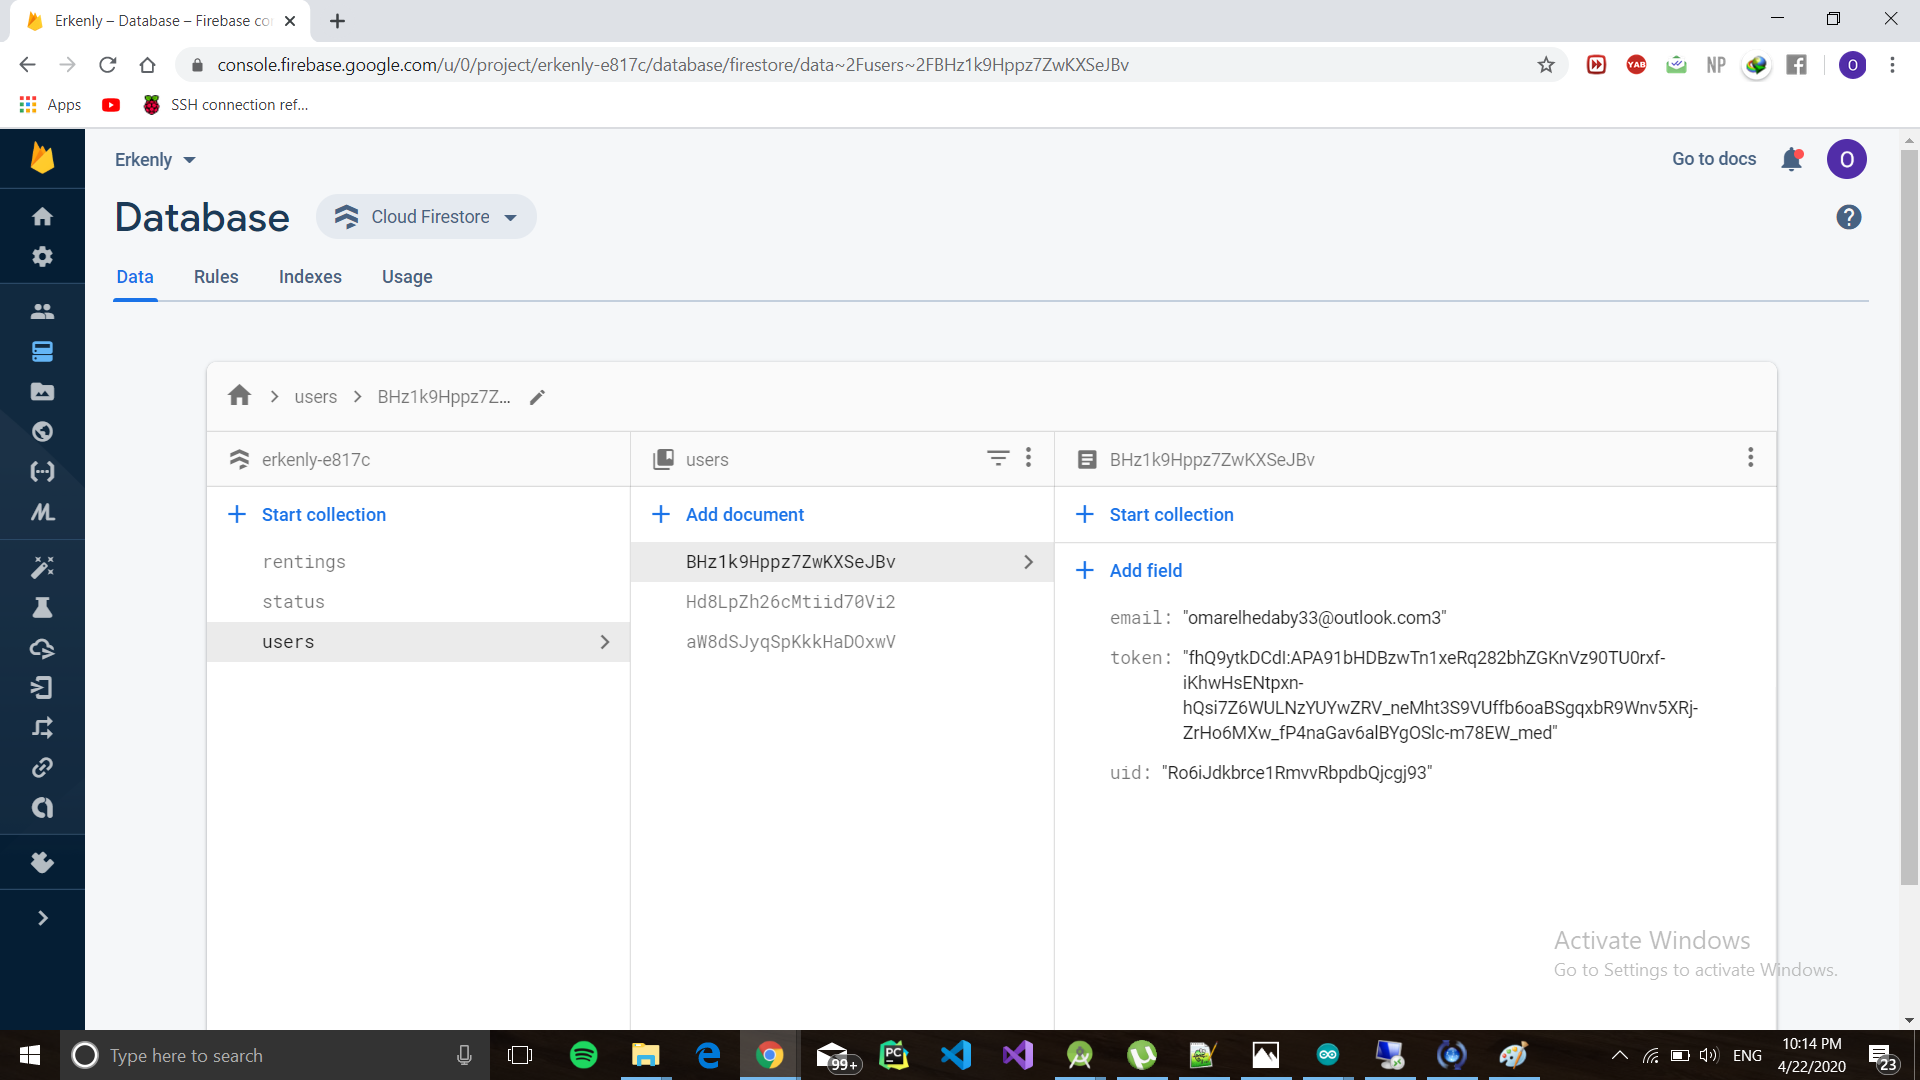 Erkenly – Database – Firebase co
console.firebase.google.com/u/0/project/erkenly-e817c/database/firestore/data~2Fusers~2FBHz1k9Hppz7ZwKXSeJBv
YAB
NP
O
Apps
SSH connection ref...
Erkenly
Go to docs
O
Database
Cloud Firestore
?
Data Rules Indexes Usage
users
BHz1k9Hppz7Z...
erkenly-e817c
users
BHz1k9Hppz7ZwKXSeJBv
Start collection
Add document
Start collection
rentings
status
users
BHz1k9Hppz7ZwKXSeJBv
Hd8LpZh26cMtiid70Vi2
aW8dSJyqSpKkkHaDOxwV
Add field
email: "omarelhedaby33@outlook.com3"
token: "fhQ9ytkDCdI:APA91bHDBzwTn1xeRq282bhZGKnVz90TU0rxf-
iKhwHsENtpxn-
hQsi7Z6WULNzYUYwZRV_neMht3S9VUffb6oaBSgqxbR9Wnv5XRj-
ZrHo6MXw_fP4naGav6alBYgOSlc-m78EW_med"
uid: "Ro6iJdkbrce1RmvvRbpdbQjcgj93"
Activate Windows
Go to Settings to activate Windows.
Type here to search
99+
PC
ENG
10:14 PM
4/22/2020
23